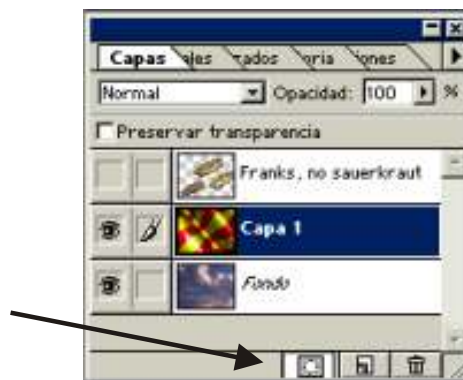 Capas
Normal Opacidad: 100 %
Preservar transparencia
Franks, no sauerkraut
Capa 1
Fondo